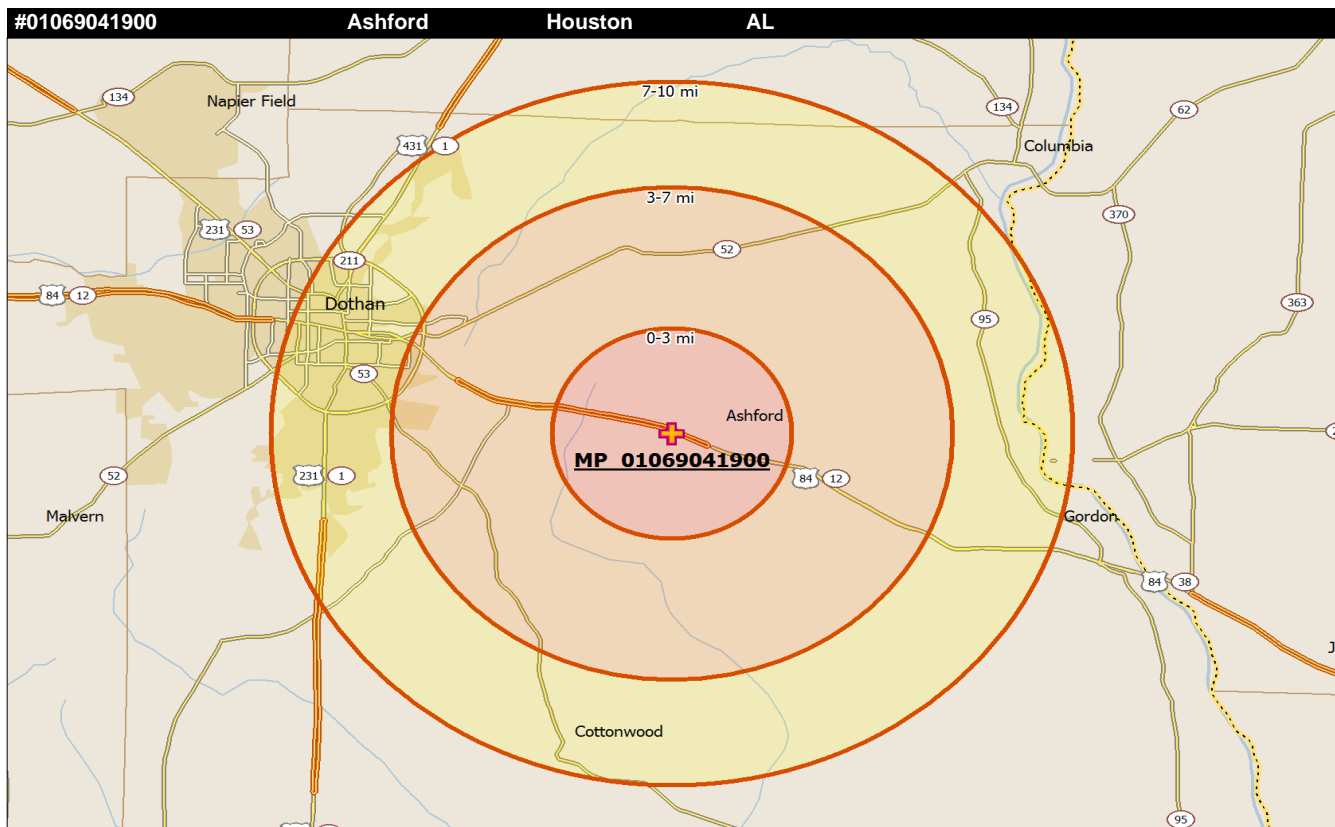 #01069041900 Ashford Houston AL
7-10 mi
134
Napier Field
134
62
431 1
Columbia
3-7 mi
370
231 53
52
211
84 12
Dothan
363
95
0-3 mi
53
Ashford
MP 01069041900
52
231 1
84 12
Malvern
Gordon
84 38
J
Cottonwood
95